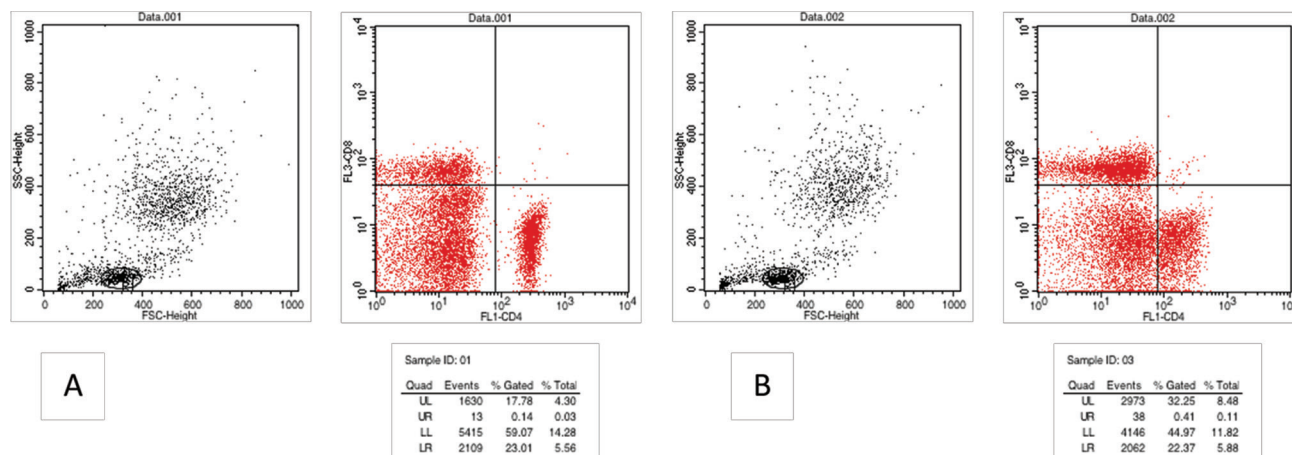 Data.001
1000
800
600
400
200
0
SSC-Height
0 200 400 600 800 1000
FSC-Height
Data.001
10^4
10^3
10^2
10^1
10^0
FL3-CD8
10^0 10^1 10^2 10^3 10^4
FL1-CD4
Data.002
1000
800
600
400
200
0
SSC-Height
0 200 400 600 800 1000
FSC-Height
Data.002
10^4
10^3
10^2
10^1
10^0
FL3-CD8
10^0 10^1 10^2 10^3 10^4
FL1-CD4
A
Sample ID: 01
Quad Events % Gated % Total
UL 1630 17.78 4.30
UR 13 0.14 0.03
LL 5415 59.07 14.28
LR 2109 23.01 5.56
B
Sample ID: 03
Quad Events % Gated % Total
UL 2973 32.25 8.48
UR 38 0.41 0.11
LL 4146 44.97 11.82
LR 2062 22.37 5.88